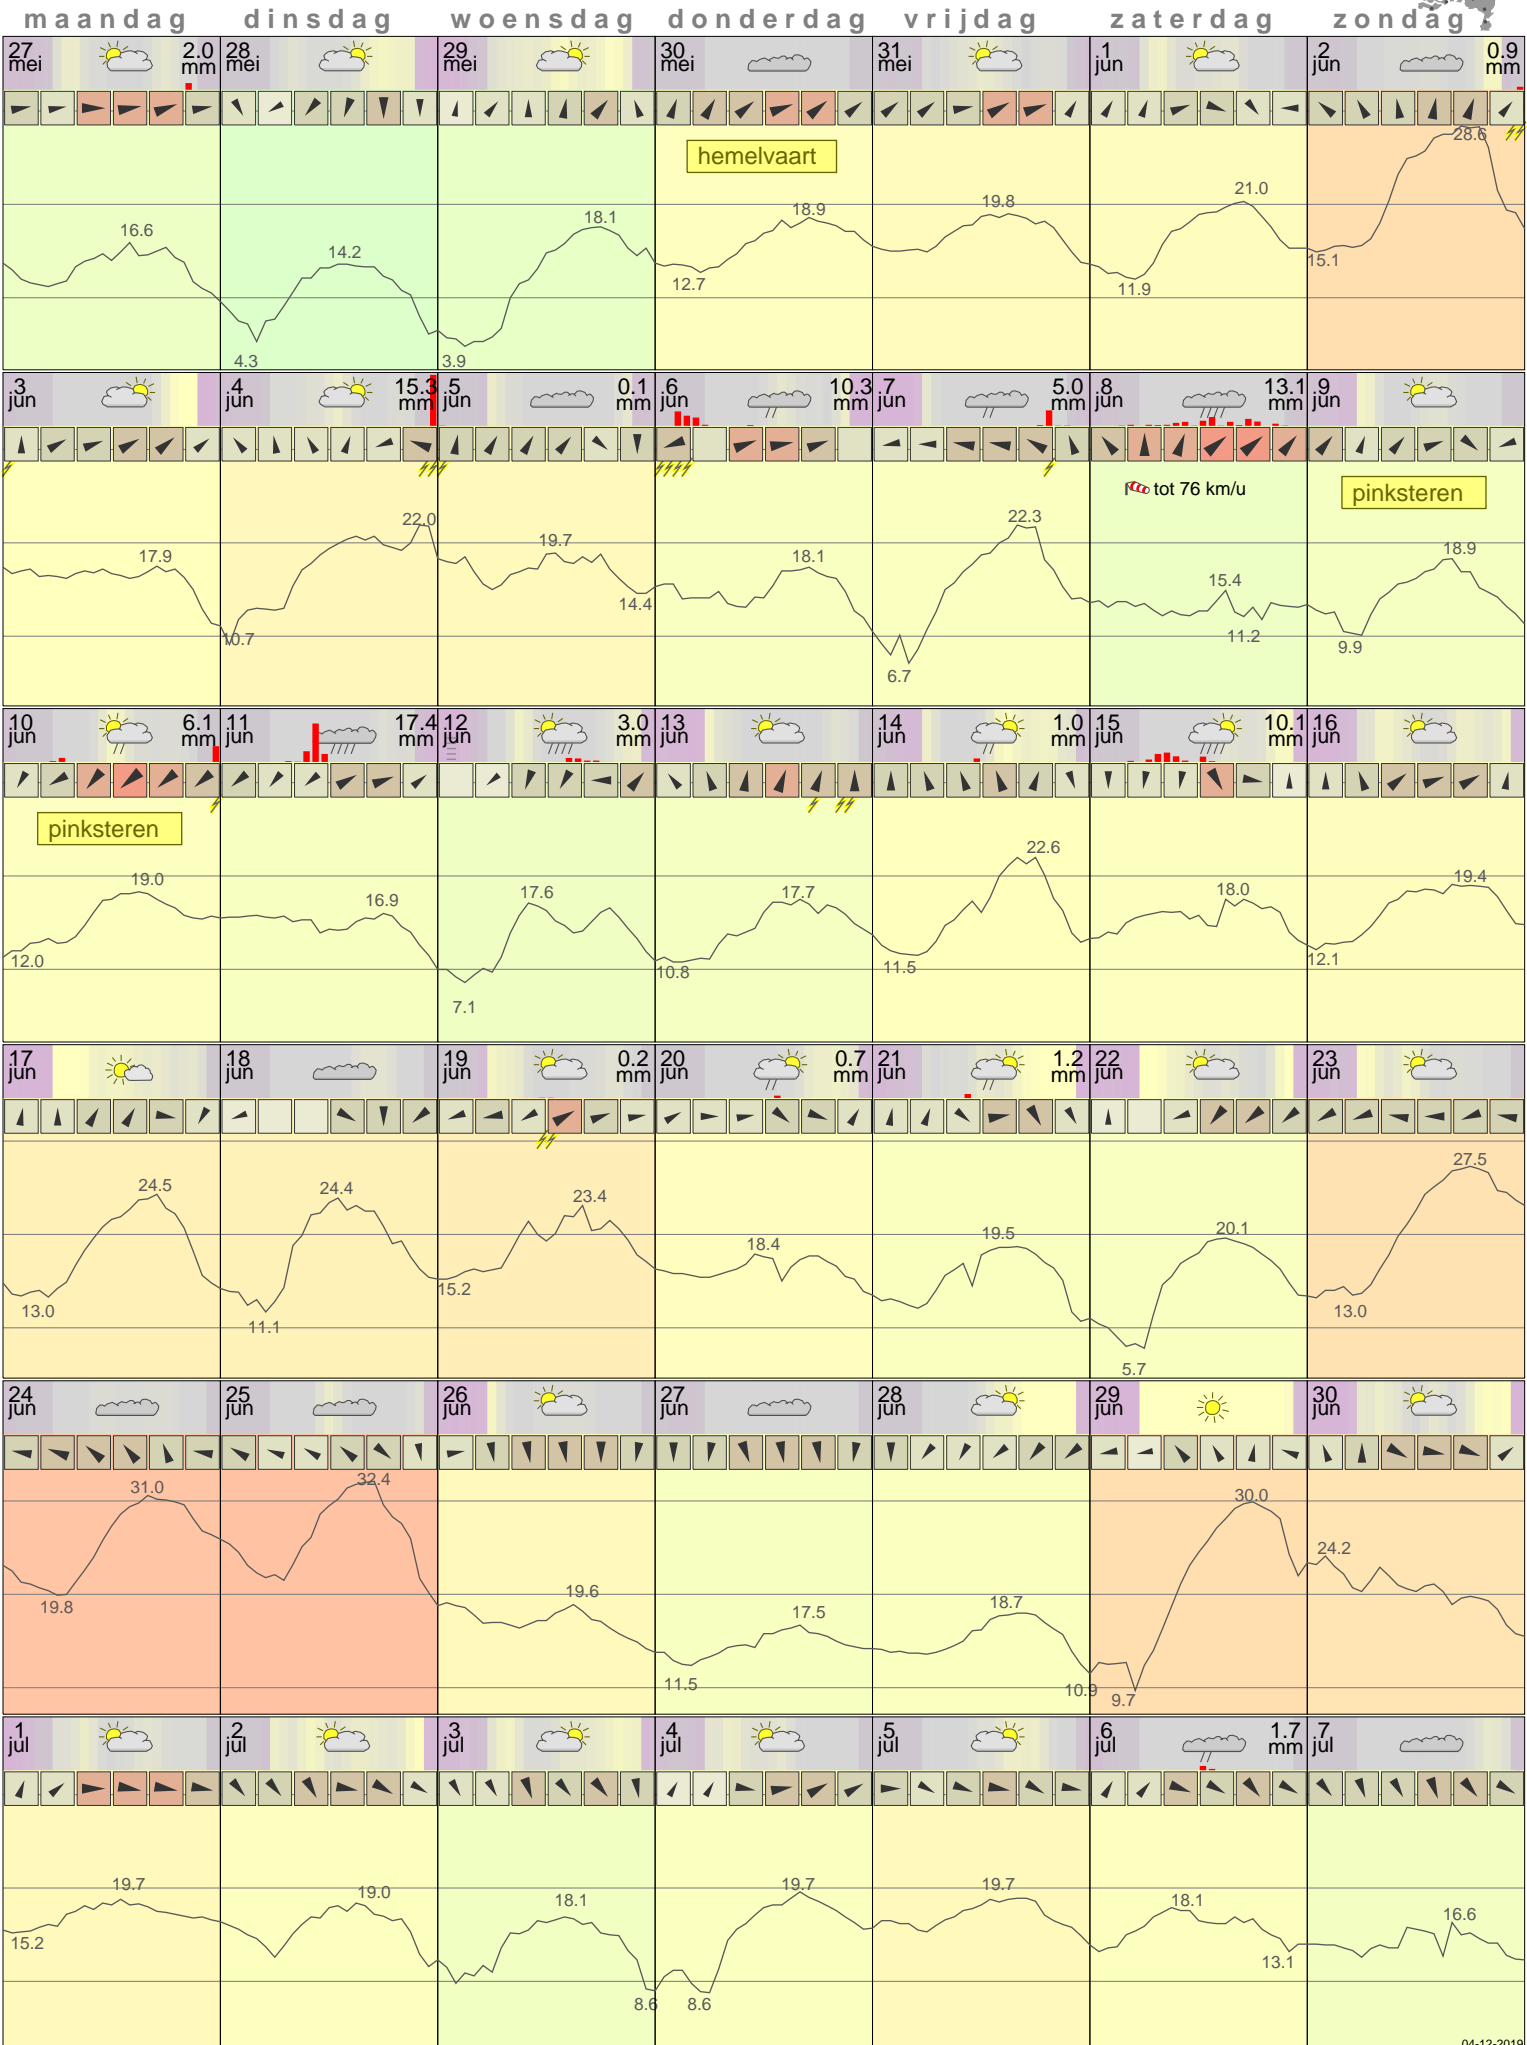 maandag dinsdag woensdag donderdag vrijdag zaterdag zondag
27 2.0 28 29 30 31 1 2 0.9
mei mm mei mei mei mei jun jun mm
hemelvaart
28.6
16.6 14.2 18.1 18.9 19.8 21.0
12.7 11.9 15.1
4.3 3.9
3 4 15.3 5 0.1 6 10.3 7 5.0 8 13.1 9
jun jun mm jun mm jun mm jun mm jun mm jun
tot 76 km/u pinksteren
17.9 22.0 19.7 18.1 22.3 15.4 18.9
10.7 14.4 6.7 11.2 9.9
10 6.1 11 17.4 12 3.0 13 14 1.0 15 10.1 16
jun mm jun mm jun mm jun jun mm jun mm jun
pinksteren
19.0 16.9 17.6 17.7 22.6 18.0 19.4
12.0 7.1 10.8 11.5 12.1
17 18 19 0.2 20 0.7 21 1.2 22 23
jun jun jun mm jun mm jun mm jun jun
24.5 24.4 23.4 18.4 19.5 20.1 27.5
13.0 11.1 15.2 5.7 13.0
24 25 26 27 28 29 30
jun jun jun jun jun jun jun
31.0 32.4 19.6 17.5 18.7 30.0 24.2
19.8 11.5 10.9 9.7
1 2 3 4 5 6 1.7 7
jul jul jul jul jul jul mm jul
19.7 19.0 18.1 19.7 19.7 18.1 16.6
15.2 8.6 8.6 13.1
04-12-2019